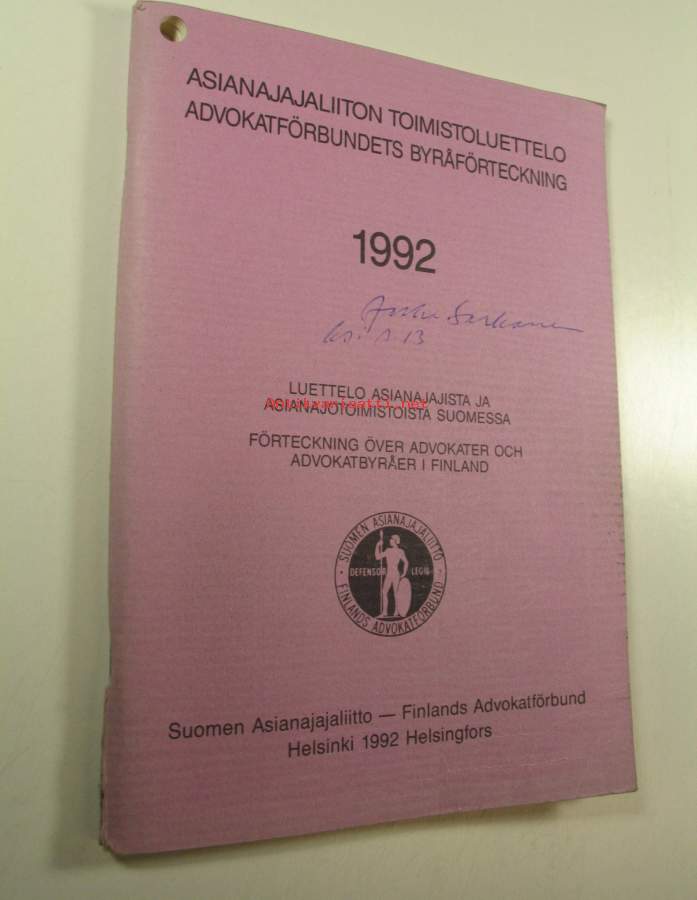 ASIANAJAJALIITON TOIMISTOLUETTELO
ADVOKATFÖRBUNDETS BYRÅFÖRTECKNING
1992
LUETTELO ASIANAJAJISTA JA
ASIANAJOTOIMISTOISTA SUOMESSA
FÖRTECKNING ÖVER ADVOKATER OCH
ADVOKATBYRÅER I FINLAND
SUOMEN ASIANAJAJALIITTO
DEFENSOR LEGIS
FINLANDS ADVOKATFÖRBUND
Suomen Asianajajaliitto — Finlands Advokatförbund
Helsinki 1992 Helsingfors